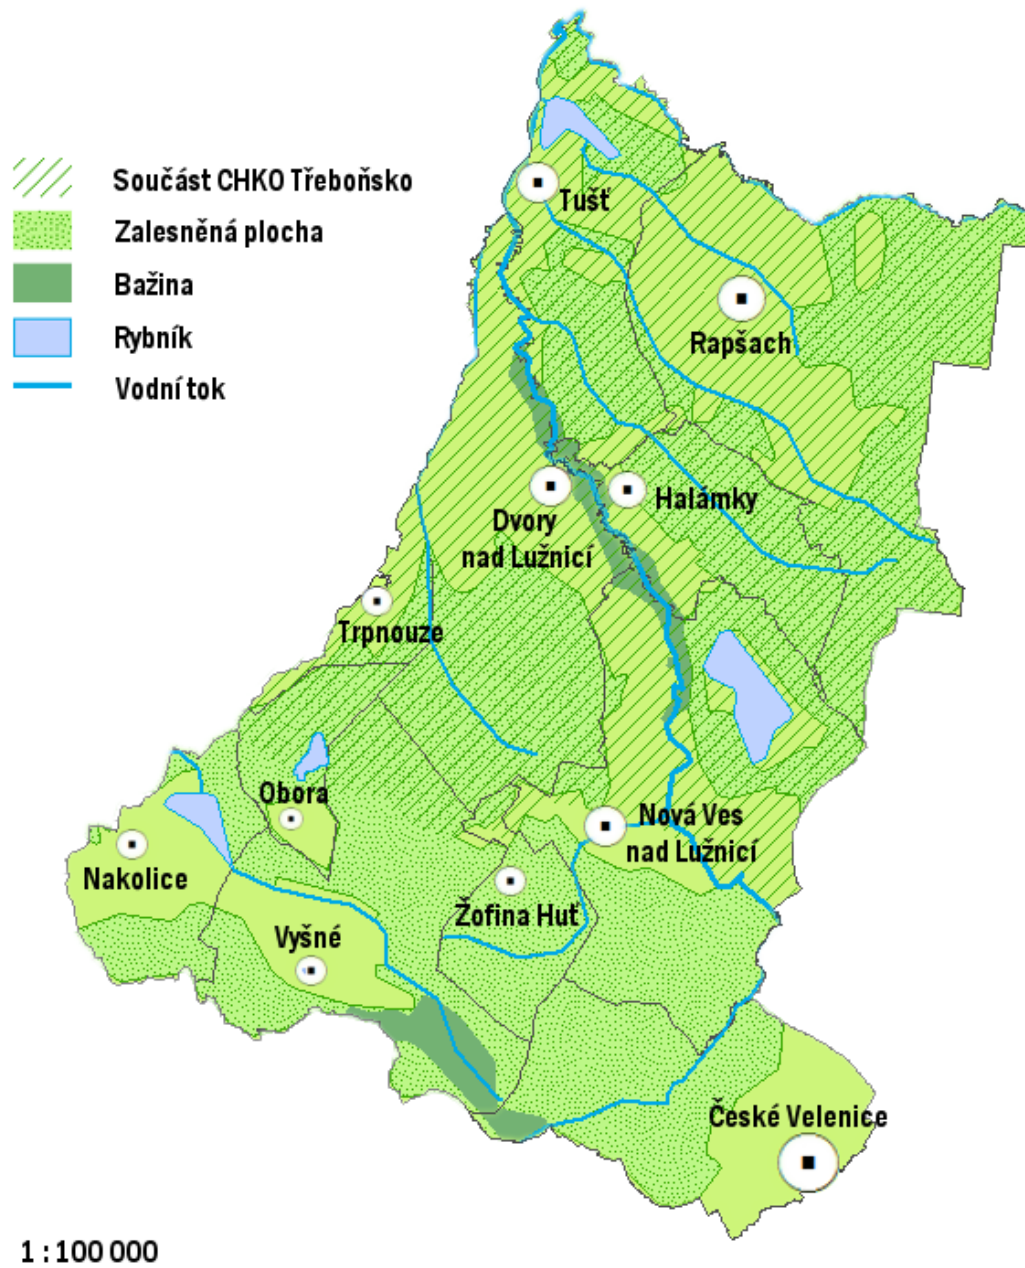 Součást CHKO Třeboňsko
Zalesněná plocha
Bažina
Rybník
Vodní tok
Tušť
Rapšach
Halámky
Dvory
nad Lužnicí
Trpnouze
Obora
Nová Ves
nad Lužnicí
Nakolice
Žofina Huť
Vyšné
České Velenice
1 : 100 000